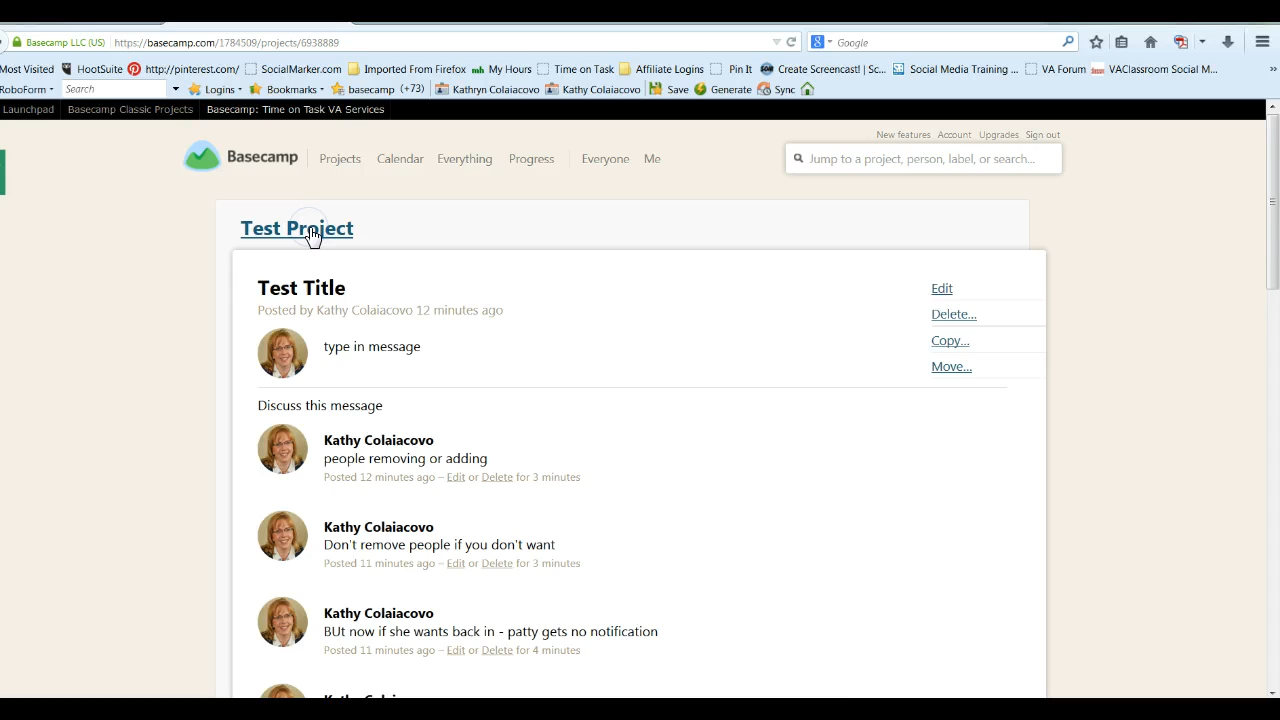 Basecamp LLC (US) https://basecamp.com/1784509/projects/6938889 Google
Most Visited HootSuite http://pinterest.com/ SocialMarker.com Imported From Firefox My Hours Time on Task Affiliate Logins Pin It Create Screencast! | Sc... Social Media Training ... VA Forum VAClassroom Social M... »
RoboForm Search Logins Bookmarks basecamp (+73) Kathryn Colaiacovo Kathy Colaiacovo Save Generate Sync
Launchpad Basecamp Classic Projects Basecamp: Time on Task VA Services
New features Account Upgrades Sign out
Basecamp Projects Calendar Everything Progress Everyone Me Jump to a project, person, label, or search...
Test Project
Test Title Edit
Posted by Kathy Colaiacovo 12 minutes ago
Delete...
type in message Copy...
Move...
Discuss this message
Kathy Colaiacovo
people removing or adding
Posted 12 minutes ago – Edit or Delete for 3 minutes
Kathy Colaiacovo
Don't remove people if you don't want
Posted 11 minutes ago – Edit or Delete for 3 minutes
Kathy Colaiacovo
BUt now if she wants back in - patty gets no notification
Posted 11 minutes ago – Edit or Delete for 4 minutes